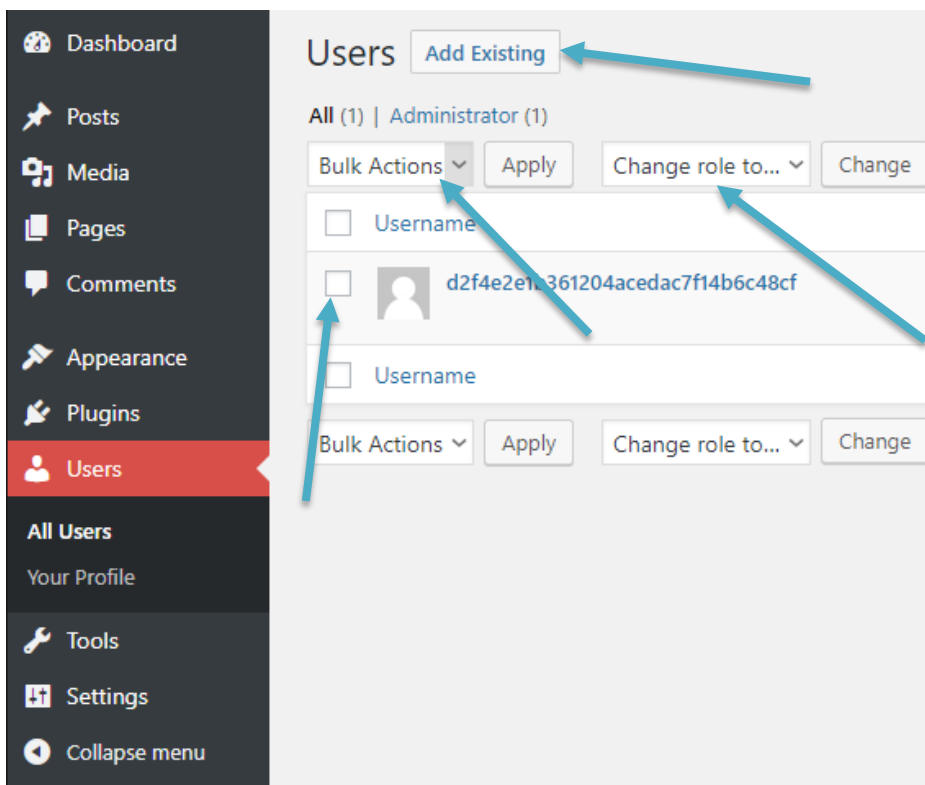 Dashboard
Posts
Media
Pages
Comments
Appearance
Plugins
Users
All Users
Your Profile
Tools
Settings
Collapse menu
Users Add Existing
All (1) | Administrator (1)
Bulk Actions Apply Change role to... Change
Username
Username
Bulk Actions Apply Change role to... Change